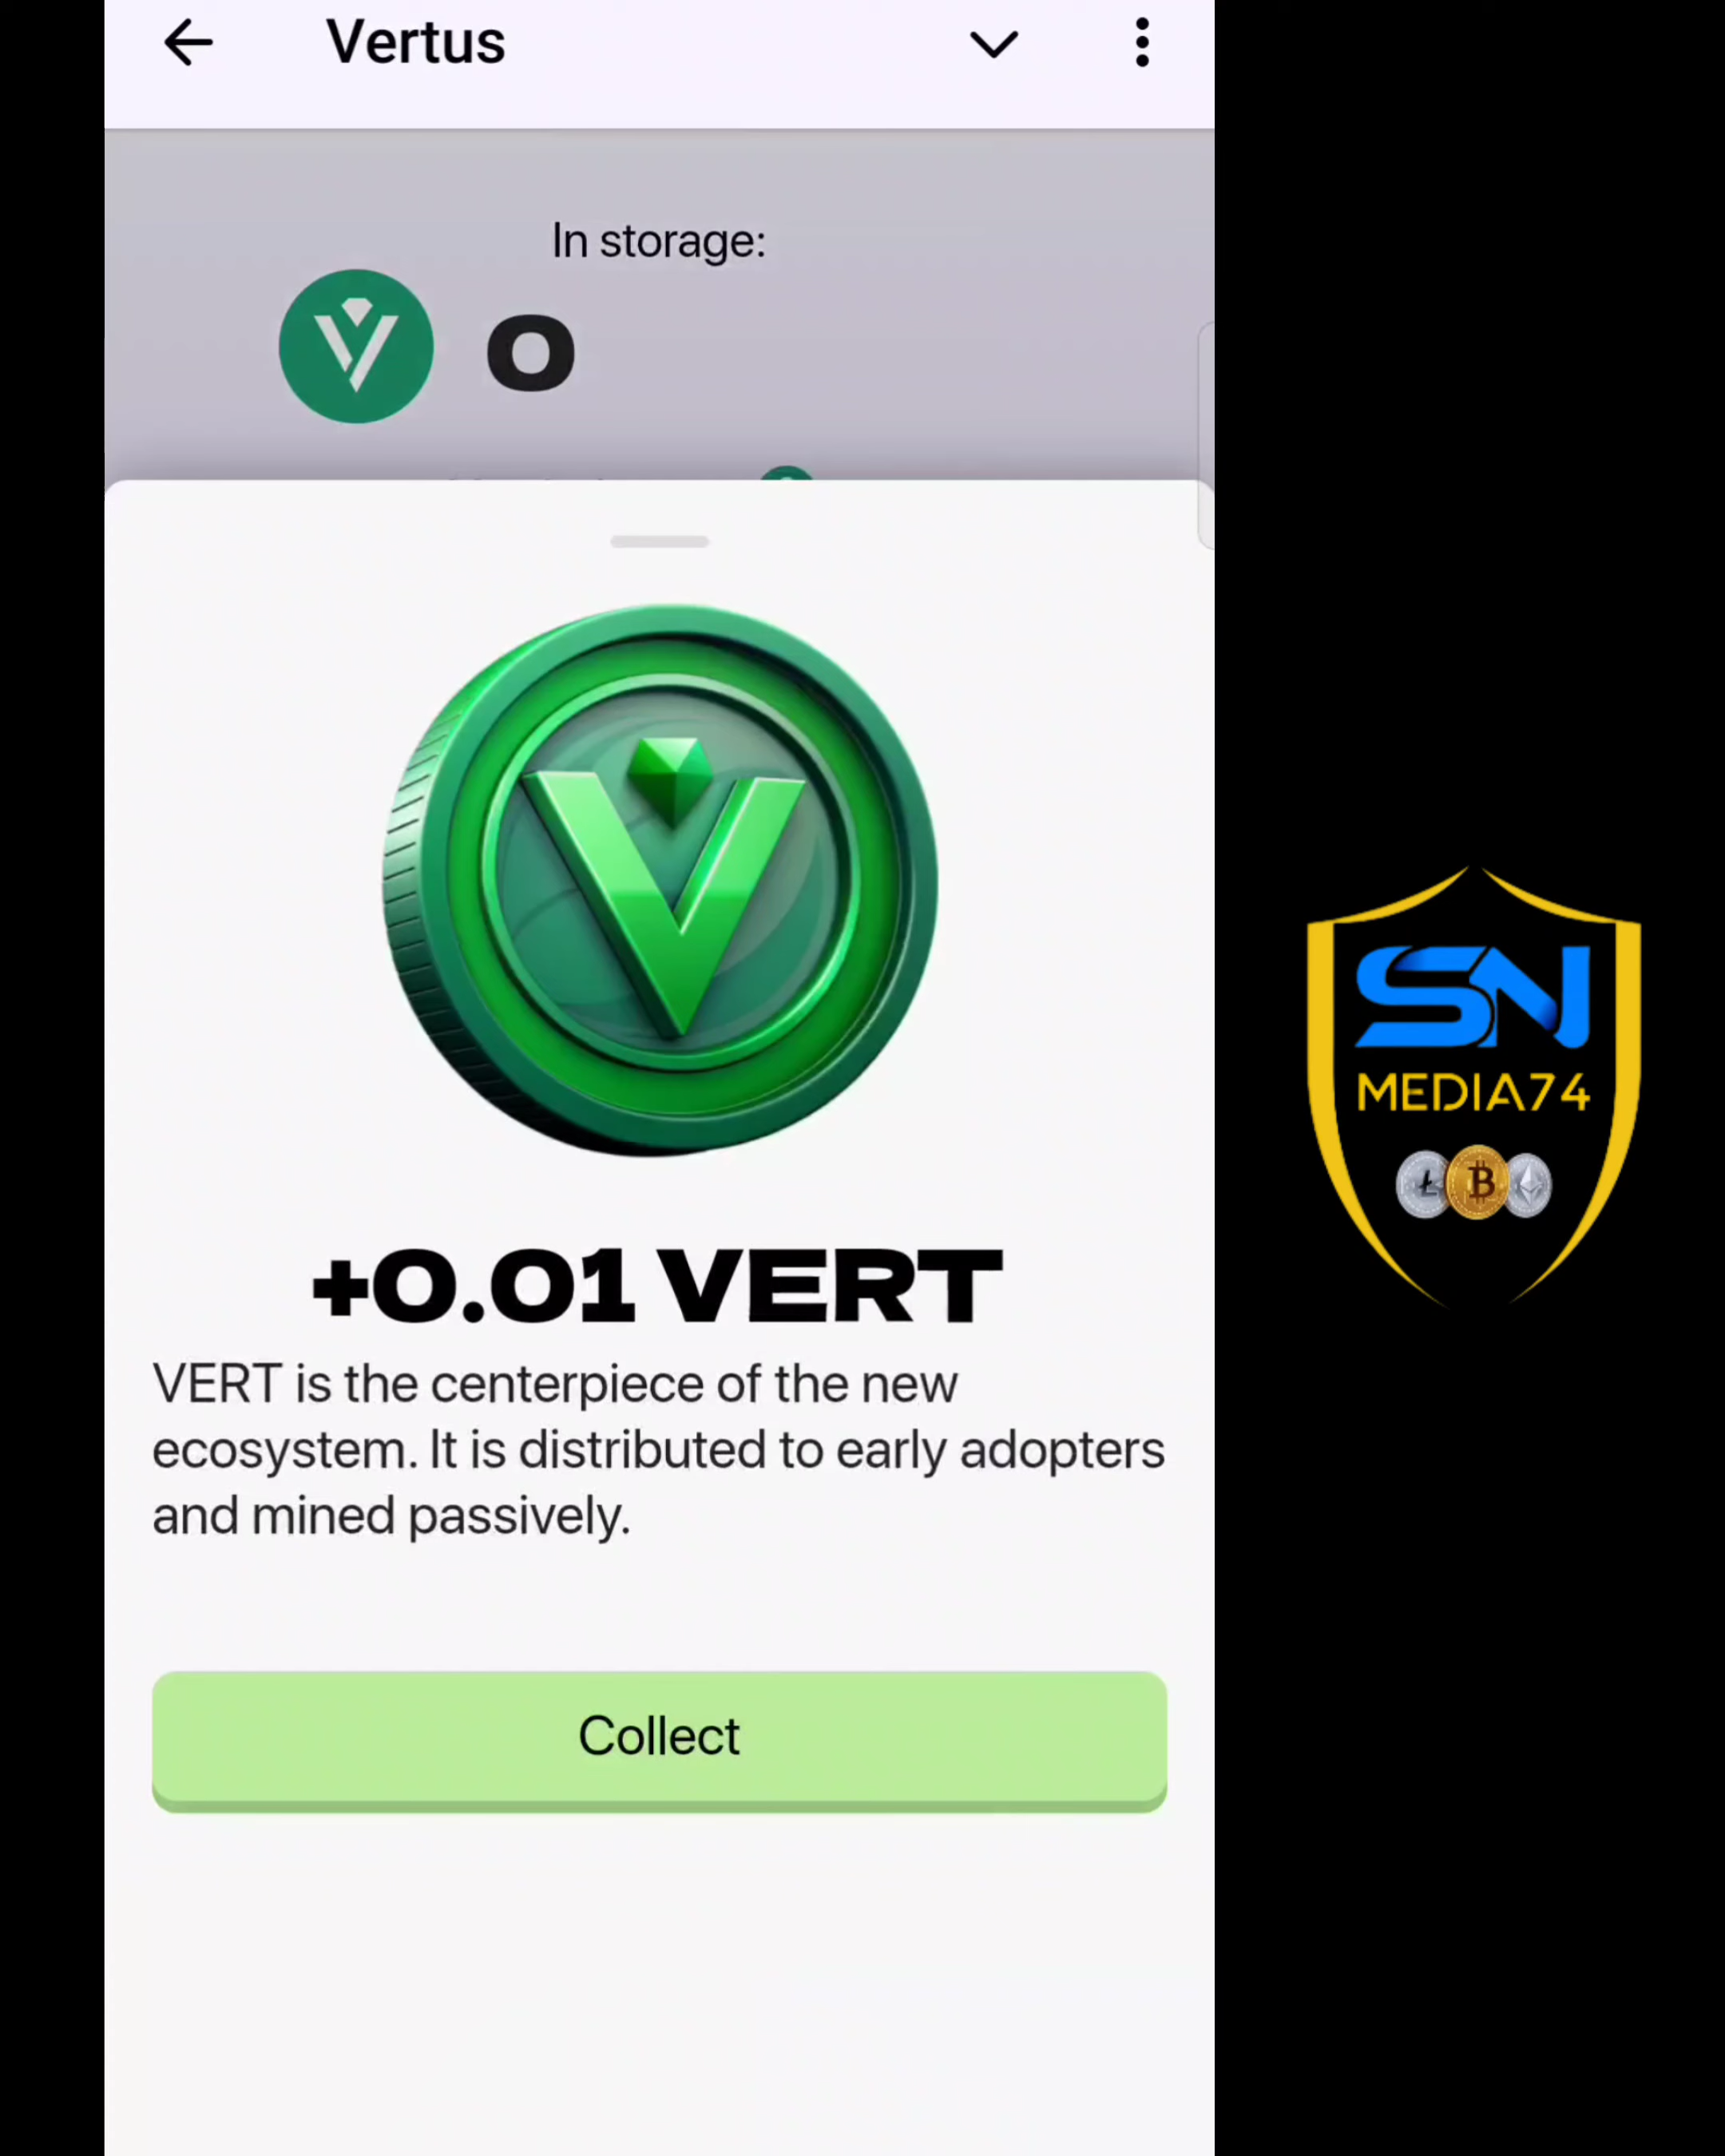 Vertus
In storage:
0
+0.01 VERT
VERT is the centerpiece of the new
ecosystem. It is distributed to early adopters
and mined passively.
Collect
SN
MEDIA74